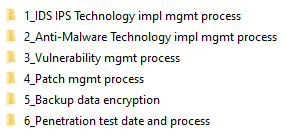 1_IDS IPS Technology impl mgmt process
2_Anti-Malware Technology impl mgmt process
3_Vulnerability mgmt process
4_Patch mgmt process
5_Backup data encryption
6_Penetration test date and process